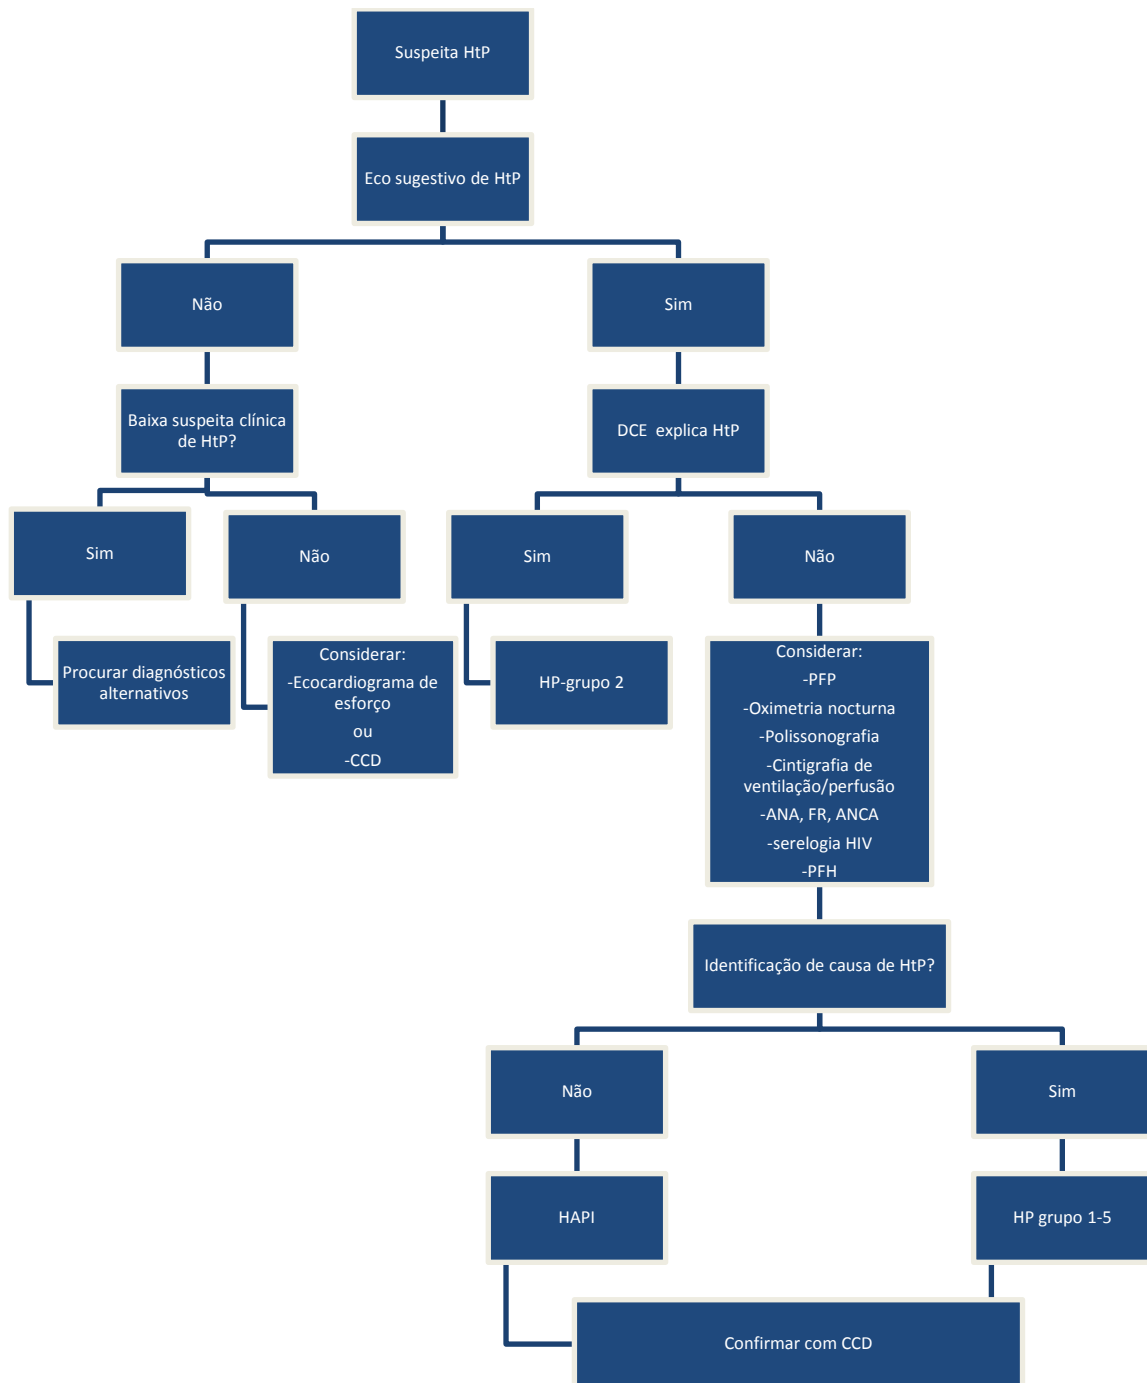 Suspeita HtP
Eco sugestivo de HtP
Não
Sim
Baixa suspeita clínica
de HtP?
DCE explica HtP
Sim
Não
Sim
Não
Procurar diagnósticos
alternativos
Considerar:
-Ecocardiograma de
esforço
ou
-CCD
HP-grupo 2
Considerar:
-PFP
-Oximetria nocturna
-Polissonografia
-Cintigrafia de
ventilação/perfusão
-ANA, FR, ANCA
-serelogia HIV
-PFH
Identificação de causa de HtP?
Não
Sim
HAPI
HP grupo 1-5
Confirmar com CCD